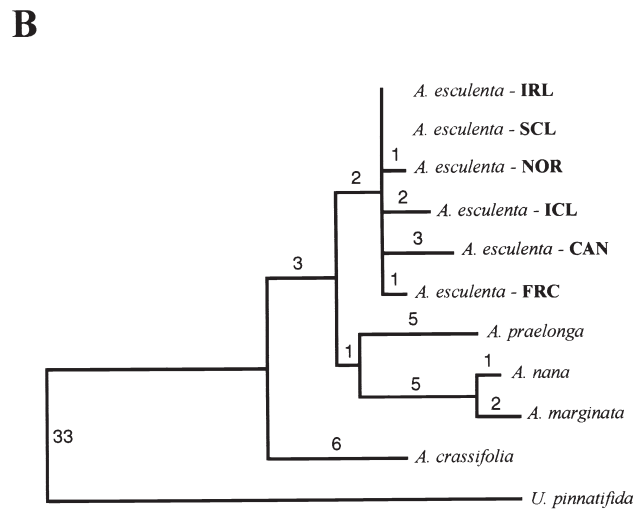 B
A. esculenta - IRL
A. esculenta - SCL
1
A. esculenta - NOR
2
2
A. esculenta - ICL
3
A. esculenta - CAN
3
1
A. esculenta - FRC
5
A. praelonga
1
1
A. nana
5
2
A. marginata
33
6
A. crassifolia
U. pinnatifida